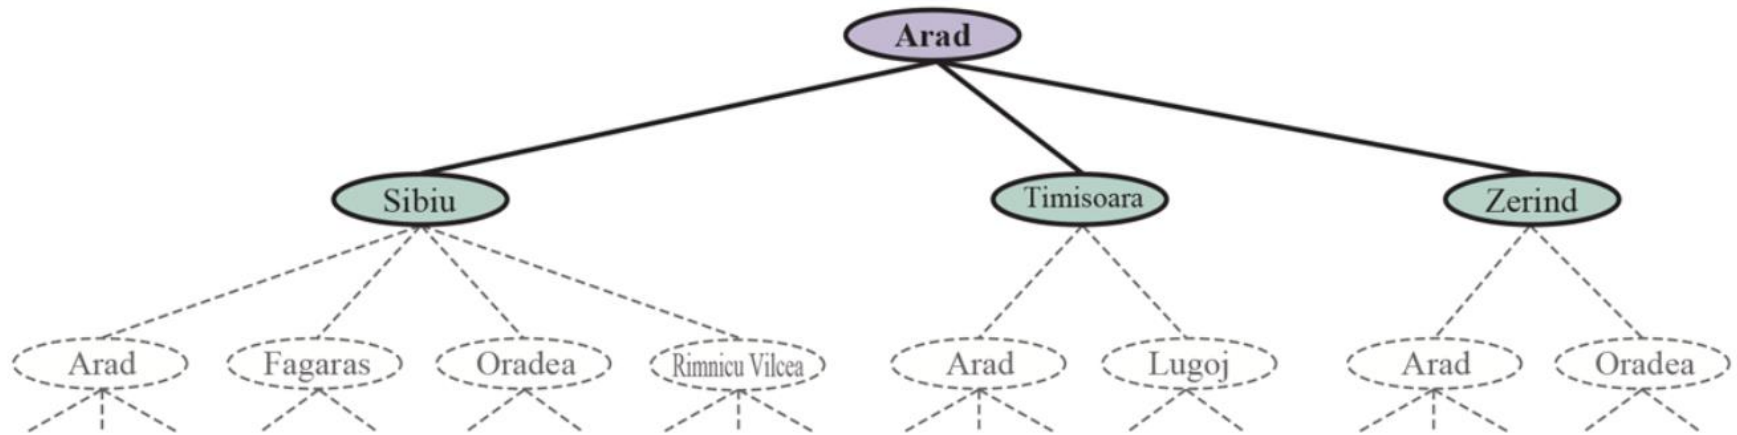 Arad
Sibiu
Timisoara
Zerind
Arad
Fagaras
Oradea
Rimnicu Vilcea
Arad
Lugoj
Arad
Oradea